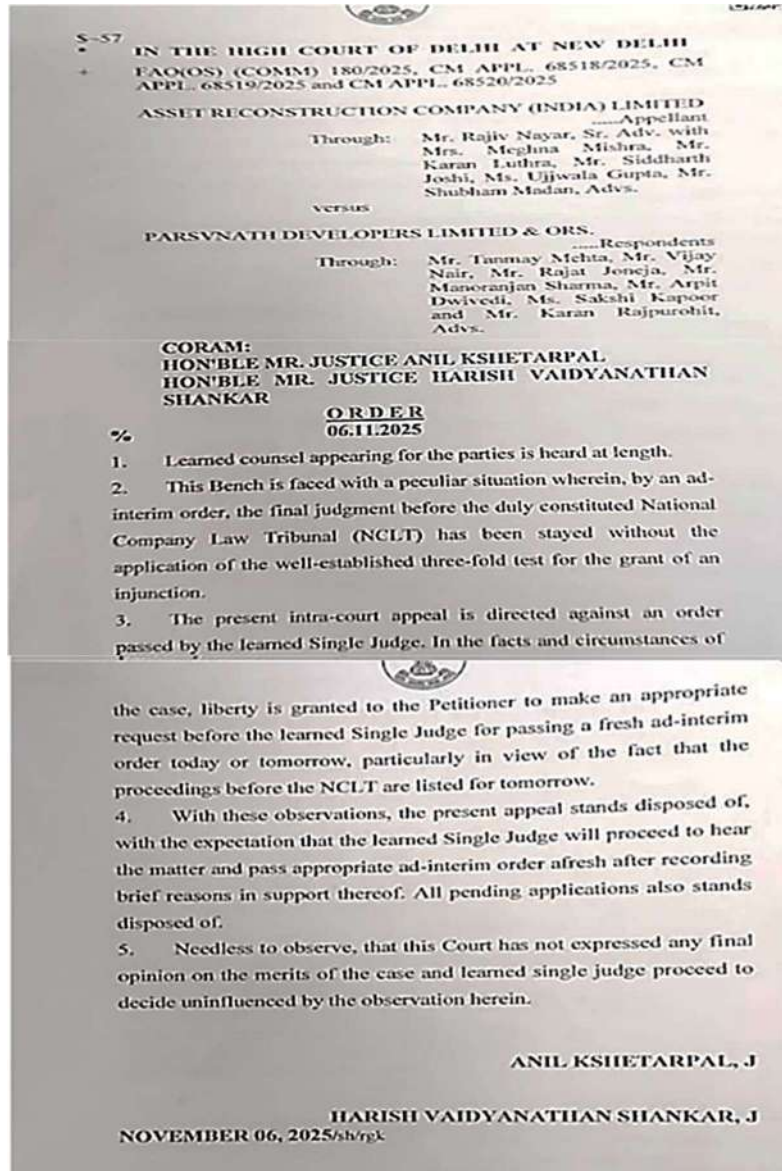 S-57
* IN THE HIGH COURT OF DELHI AT NEW DELHI
+ FAO(OS) (COMM) 180/2025, CM APPL. 68518/2025, CM
APPL. 68519/2025 and CM APPL. 68520/2025
ASSET RECONSTRUCTION COMPANY (INDIA) LIMITED
.....Appellant
Through: Mr. Rajiv Nayar, Sr. Adv. with
Mrs. Meghna Mishra, Mr.
Karan Luthra, Mr. Siddharth
Joshi, Ms. Ujjwala Gupta, Mr.
Shubham Madan, Advs.
versus
PARSVNATH DEVELOPERS LIMITED & ORS.
.....Respondents
Through: Mr. Tanmay Mehta, Mr. Vijay
Nair, Mr. Rajat Joneja, Mr.
Manoranjan Sharma, Mr. Arpit
Dwivedi, Ms. Sakshi Kapoor
and Mr. Karan Rajpurohit,
Advs.
CORAM:
HON'BLE MR. JUSTICE ANIL KSHETARPAL
HON'BLE MR. JUSTICE HARISH VAIDYANATHAN
SHANKAR
ORDER
% 06.11.2025
1. Learned counsel appearing for the parties is heard at length.
2. This Bench is faced with a peculiar situation wherein, by an ad-
interim order, the final judgment before the duly constituted National
Company Law Tribunal (NCLT) has been stayed without the
application of the well-established three-fold test for the grant of an
injunction.
3. The present intra-court appeal is directed against an order
passed by the learned Single Judge. In the facts and circumstances of
the case, liberty is granted to the Petitioner to make an appropriate
request before the learned Single Judge for passing a fresh ad-interim
order today or tomorrow, particularly in view of the fact that the
proceedings before the NCLT are listed for tomorrow.
4. With these observations, the present appeal stands disposed of,
with the expectation that the learned Single Judge will proceed to hear
the matter and pass appropriate ad-interim order afresh after recording
brief reasons in support thereof. All pending applications also stands
disposed of.
5. Needless to observe, that this Court has not expressed any final
opinion on the merits of the case and learned single judge proceed to
decide uninfluenced by the observation herein.
ANIL KSHETARPAL, J
HARISH VAIDYANATHAN SHANKAR, J
NOVEMBER 06, 2025/sh/rgk